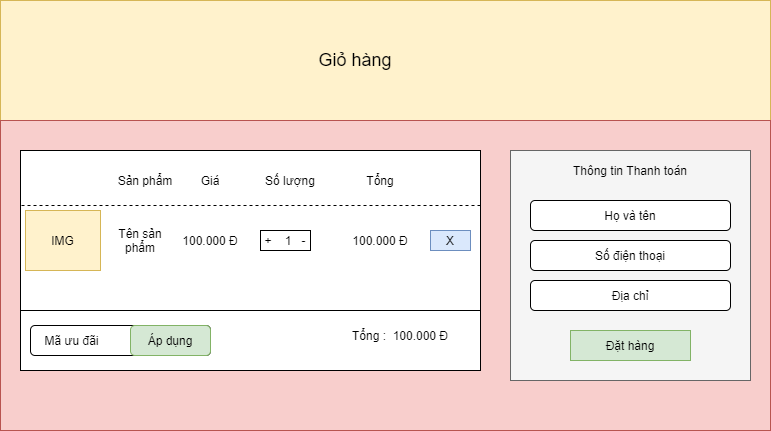 Giỏ hàng
Sản phẩm Giá Số lượng Tổng
IMG
Tên sản
phẩm
100.000 Đ
+ 1 -
100.000 Đ
X
Mã ưu đãi
Áp dụng
Tổng : 100.000 Đ
Thông tin Thanh toán
Họ và tên
Số điện thoại
Địa chỉ
Đặt hàng